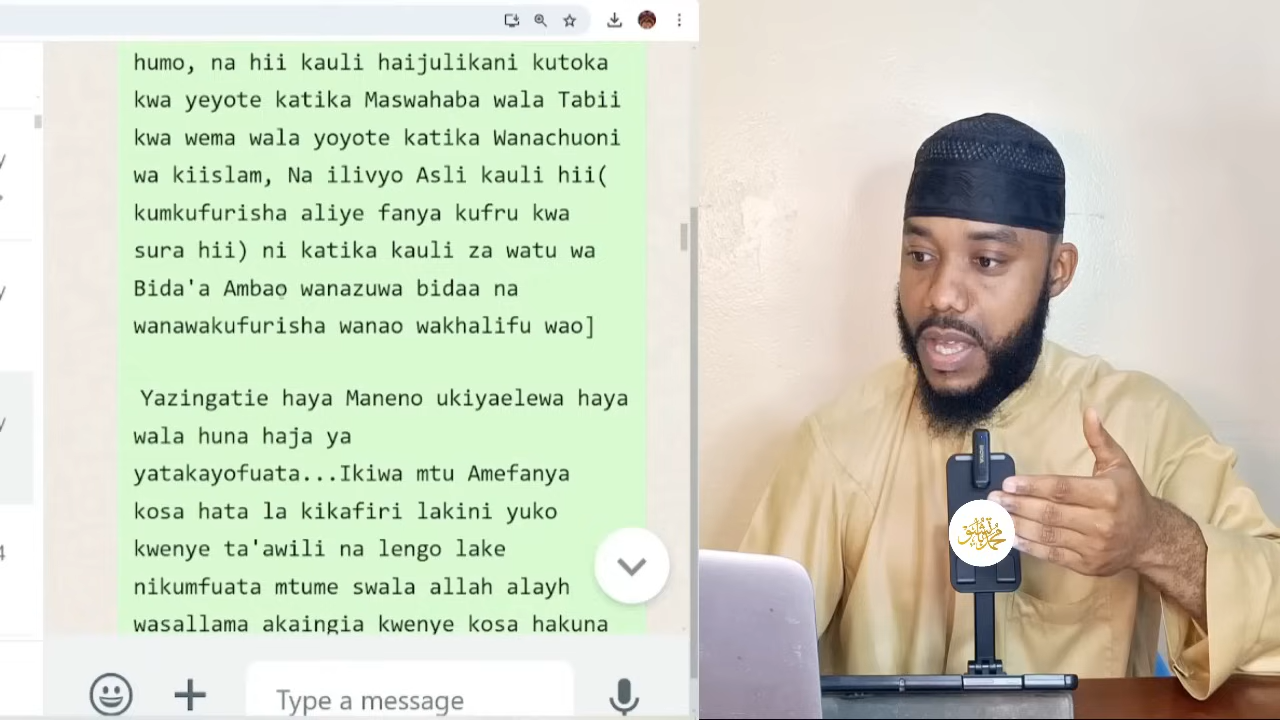 humo, na hii kauli haijulikani kutoka
kwa yeyote katika Maswahaba wala Tabii
kwa wema wala yoyote katika Wanachuoni
wa kiislam, Na ilivyo Asli kauli hii(
kumkufurisha aliye fanya kufru kwa
sura hii) ni katika kauli za watu wa
Bida'a Ambao wanazuwa bidaa na
wanawakufurisha wanao wakhalifu wao]
Yazingatie haya Maneno ukiyaelewa haya
wala huna haja ya
yatakayofuata...Ikiwa mtu Amefanya
kosa hata la kikafiri lakini yuko
kwenye ta'awili na lengo lake
nikumfuata mtume swala allah alayh
wasallama akaingia kwenye kosa hakuna
Type a message